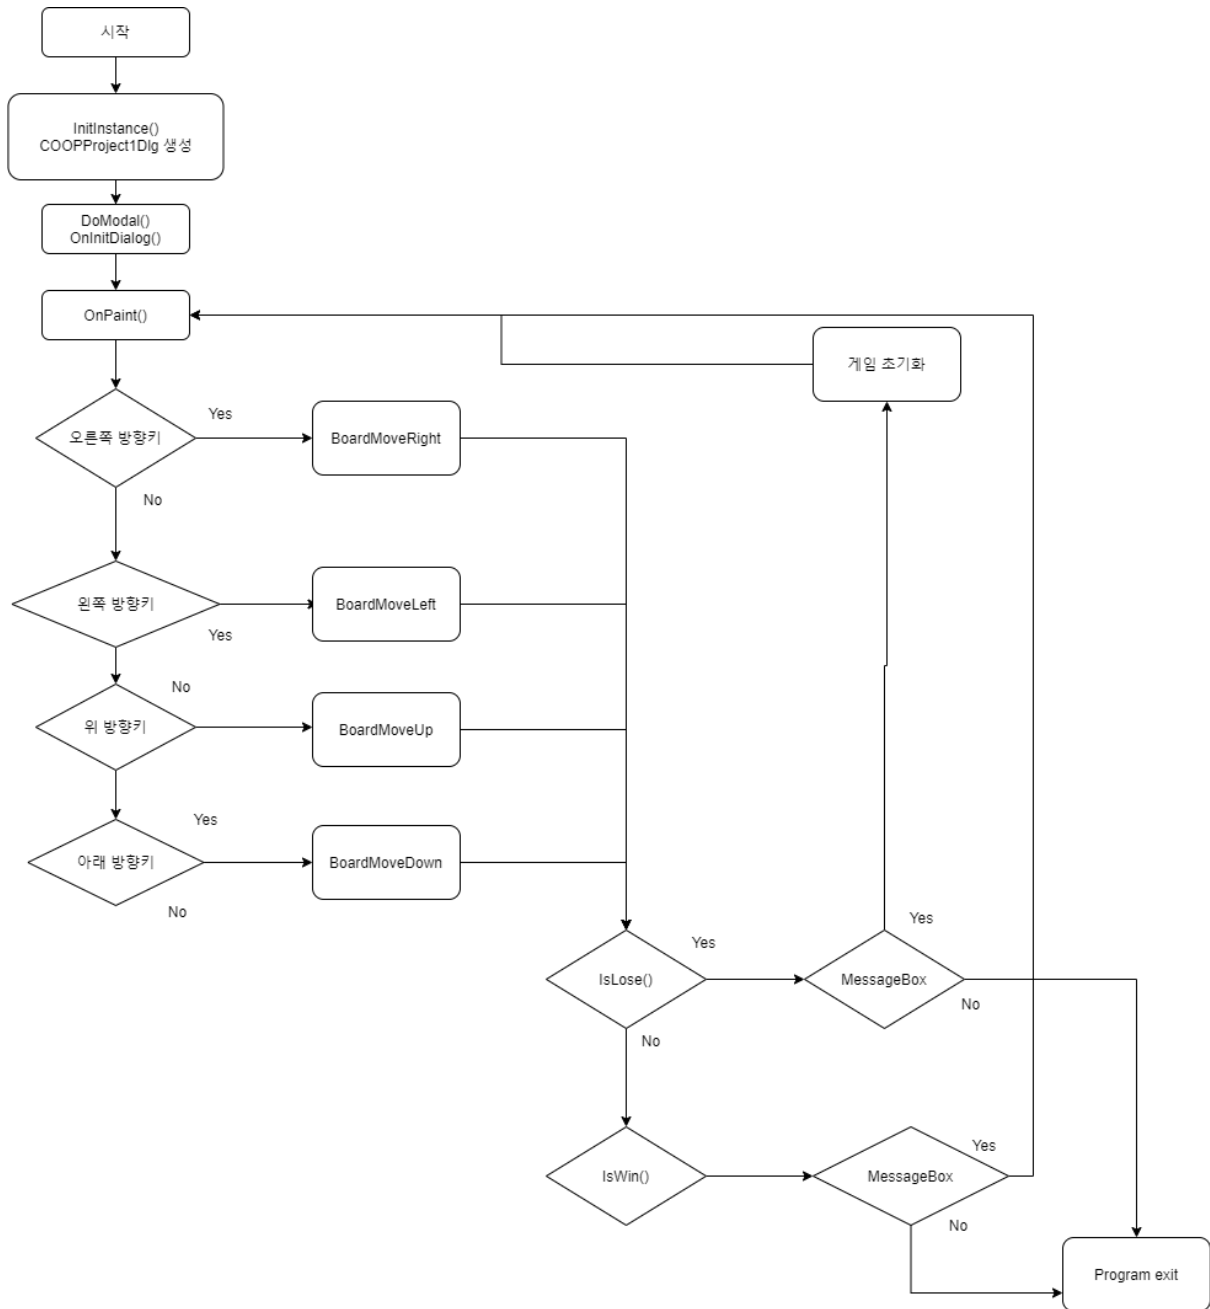 시작
InitInstance()
COOPProject1Dlg 생성
DoModal()
OnInitDialog()
OnPaint()
게임 초기화
오른쪽 방향키
Yes
BoardMoveRight
No
왼쪽 방향키
Yes
BoardMoveLeft
No
위 방향키
BoardMoveUp
Yes
아래 방향키
BoardMoveDown
No
IsLose()
Yes
MessageBox
Yes
No
No
IsWin()
MessageBox
Yes
No
Program exit